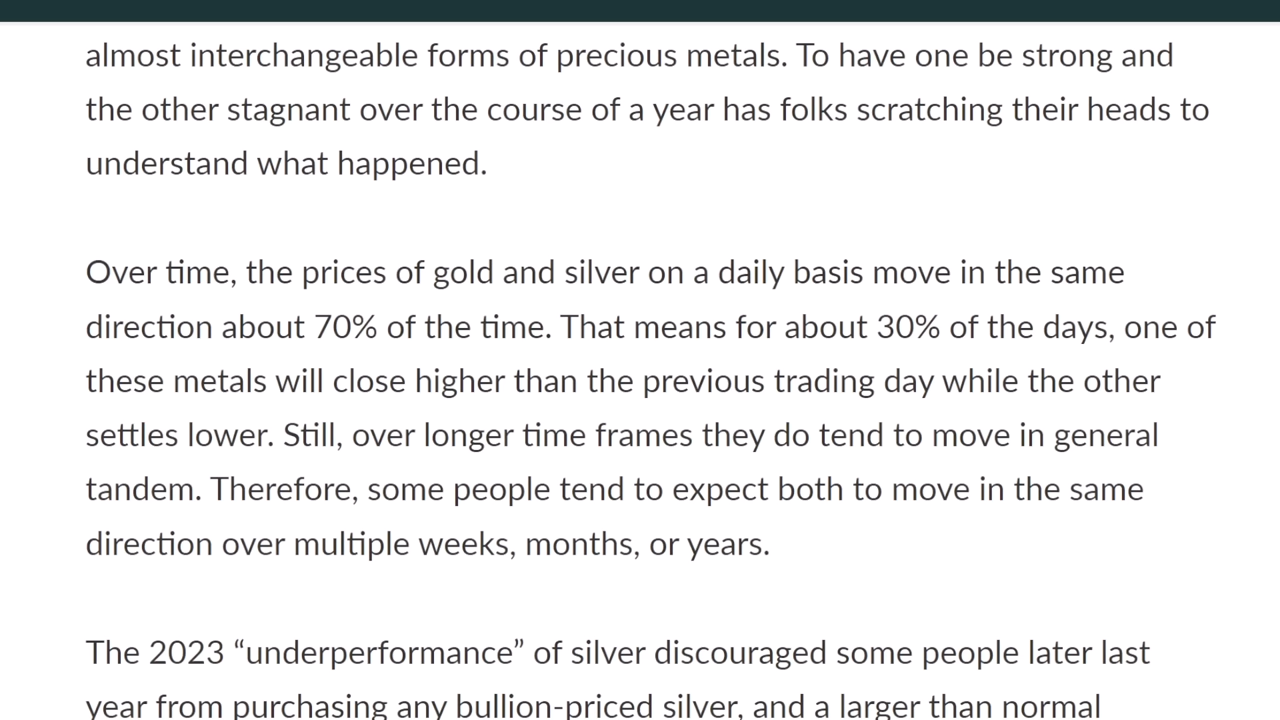 almost interchangeable forms of precious metals. To have one be strong and
the other stagnant over the course of a year has folks scratching their heads to
understand what happened.
Over time, the prices of gold and silver on a daily basis move in the same
direction about 70% of the time. That means for about 30% of the days, one of
these metals will close higher than the previous trading day while the other
settles lower. Still, over longer time frames they do tend to move in general
tandem. Therefore, some people tend to expect both to move in the same
direction over multiple weeks, months, or years.
The 2023 “underperformance” of silver discouraged some people later last
year from purchasing any bullion-priced silver, and a larger than normal